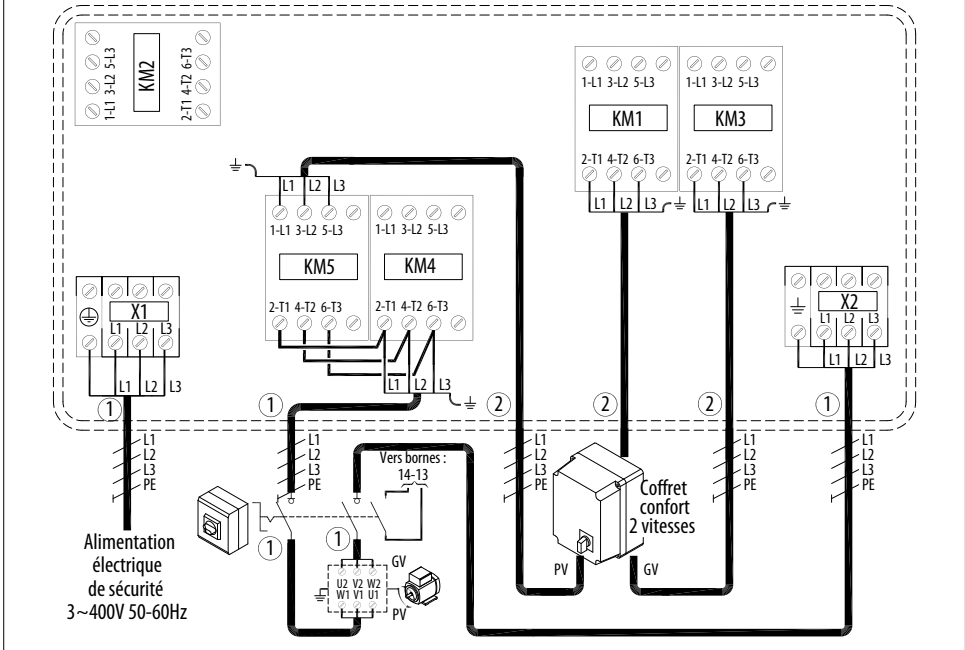 1-L1 3-L2 5-L3
KM2
2-T1 4-T2 6-T3
1-L1 3-L2 5-L3
KM1
2-T1 4-T2 6-T3
L1 L2 L3
1-L1 3-L2 5-L3
KM3
2-T1 4-T2 6-T3
L1 L2 L3
L1 L2 L3
1-L1 3-L2 5-L3
KM5
2-T1 4-T2 6-T3
1-L1 3-L2 5-L3
KM4
2-T1 4-T2 6-T3
L1 L2 L3
X1
L1 L2 L3
L1 L2 L3
X2
L1 L2 L3
L1 L2 L3
1
1
2
2
2
1
L1
L2
L3
PE
L1
L2
L3
PE
Vers bornes :
14-13
L1
L2
L3
PE
L1
L2
L3
PE
L1
L2
L3
PE
Coffret
confort
2 vitesses
PV
GV
Alimentation
électrique
de sécurité
3~400V 50-60Hz
1
1
GV
U2 V2 W2
W1 V1 U1
PV